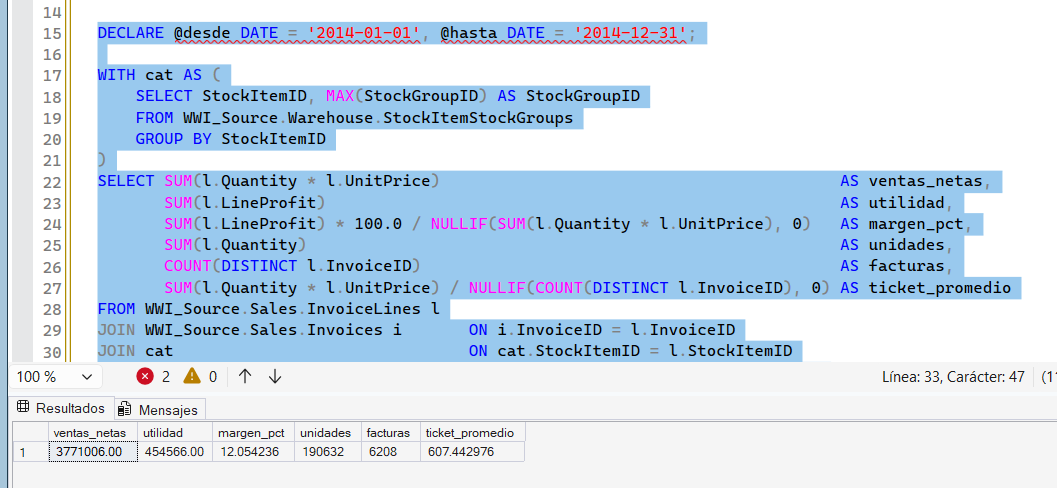 14
15 DECLARE @desde DATE = '2014-01-01', @hasta DATE = '2014-12-31';
16
17 WITH cat AS (
18 SELECT StockItemID, MAX(StockGroupID) AS StockGroupID
19 FROM WWI_Source.Warehouse.StockItemStockGroups
20 GROUP BY StockItemID
21 )
22 SELECT SUM(l.Quantity * l.UnitPrice) AS ventas_netas,
23 SUM(l.LineProfit) AS utilidad,
24 SUM(l.LineProfit) * 100.0 / NULLIF(SUM(l.Quantity * l.UnitPrice), 0) AS margen_pct,
25 SUM(l.Quantity) AS unidades,
26 COUNT(DISTINCT l.InvoiceID) AS facturas,
27 SUM(l.Quantity * l.UnitPrice) / NULLIF(COUNT(DISTINCT l.InvoiceID), 0) AS ticket_promedio
28 FROM WWI_Source.Sales.InvoiceLines l
29 JOIN WWI_Source.Sales.Invoices i ON i.InvoiceID = l.InvoiceID
30 JOIN cat ON cat.StockItemID = l.StockItemID
100 % 2 0 Línea: 33, Carácter: 47
Resultados Mensajes
ventas_netas utilidad margen_pct unidades facturas ticket_promedio
1 3771006.00 454566.00 12.054236 190632 6208 607.442976